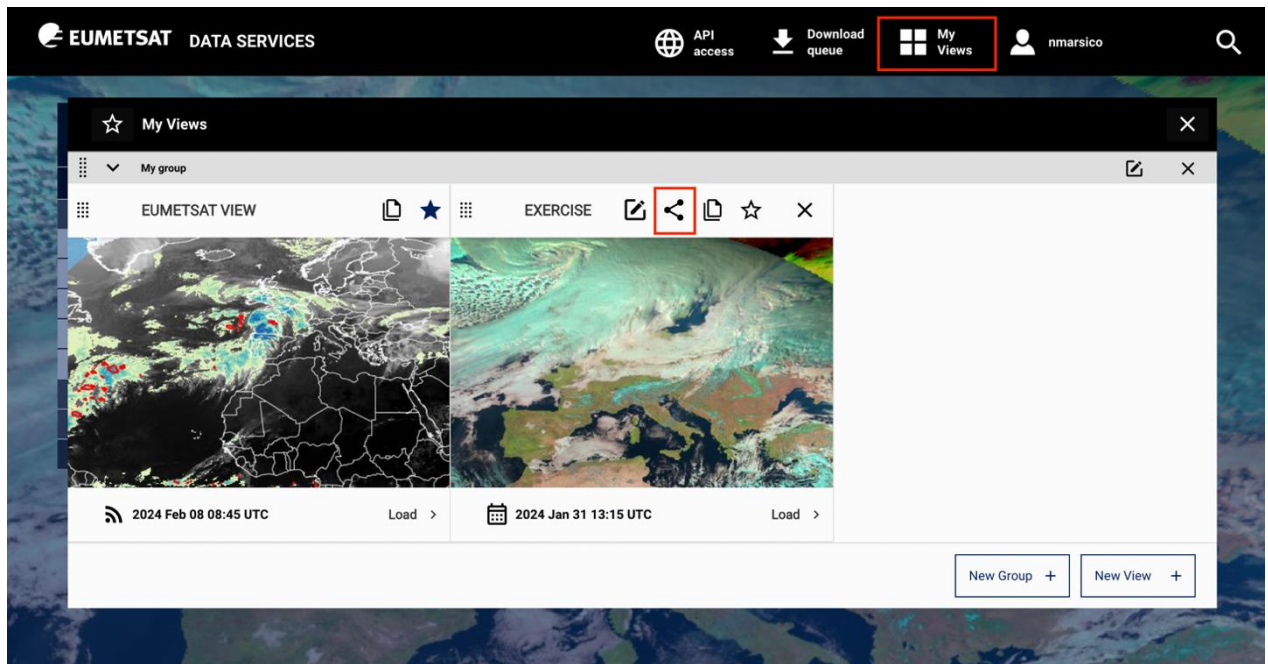 EUMETSAT DATA SERVICES
API
access
Download
queue
My
Views
nmarsico
My Views
My group
EUMETSAT VIEW
EXERCISE
2024 Feb 08 08:45 UTC
Load
2024 Jan 31 13:15 UTC
Load
New Group +
New View +